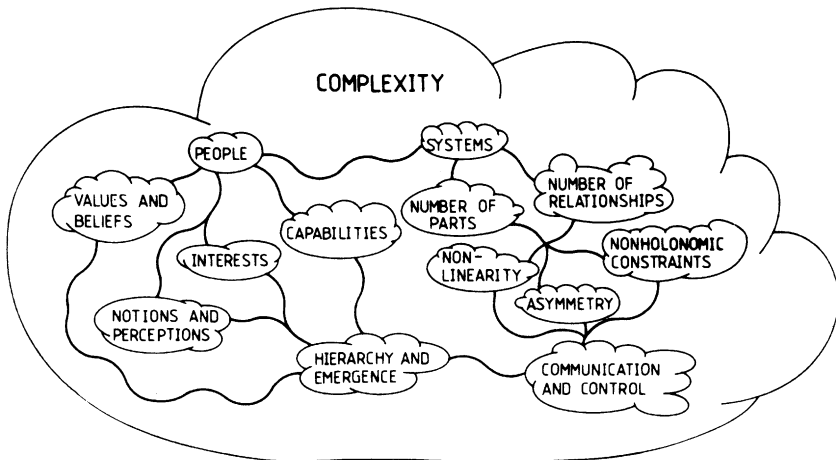 COMPLEXITY
PEOPLE
SYSTEMS
VALUES AND
BELIEFS
NUMBER OF
RELATIONSHIPS
NUMBER OF
PARTS
CAPABILITIES
INTERESTS
NON-
LINEARITY
NONHOLONOMIC
CONSTRAINTS
ASYMMETRY
NOTIONS AND
PERCEPTIONS
HIERARCHY AND
EMERGENCE
COMMUNICATION
AND CONTROL